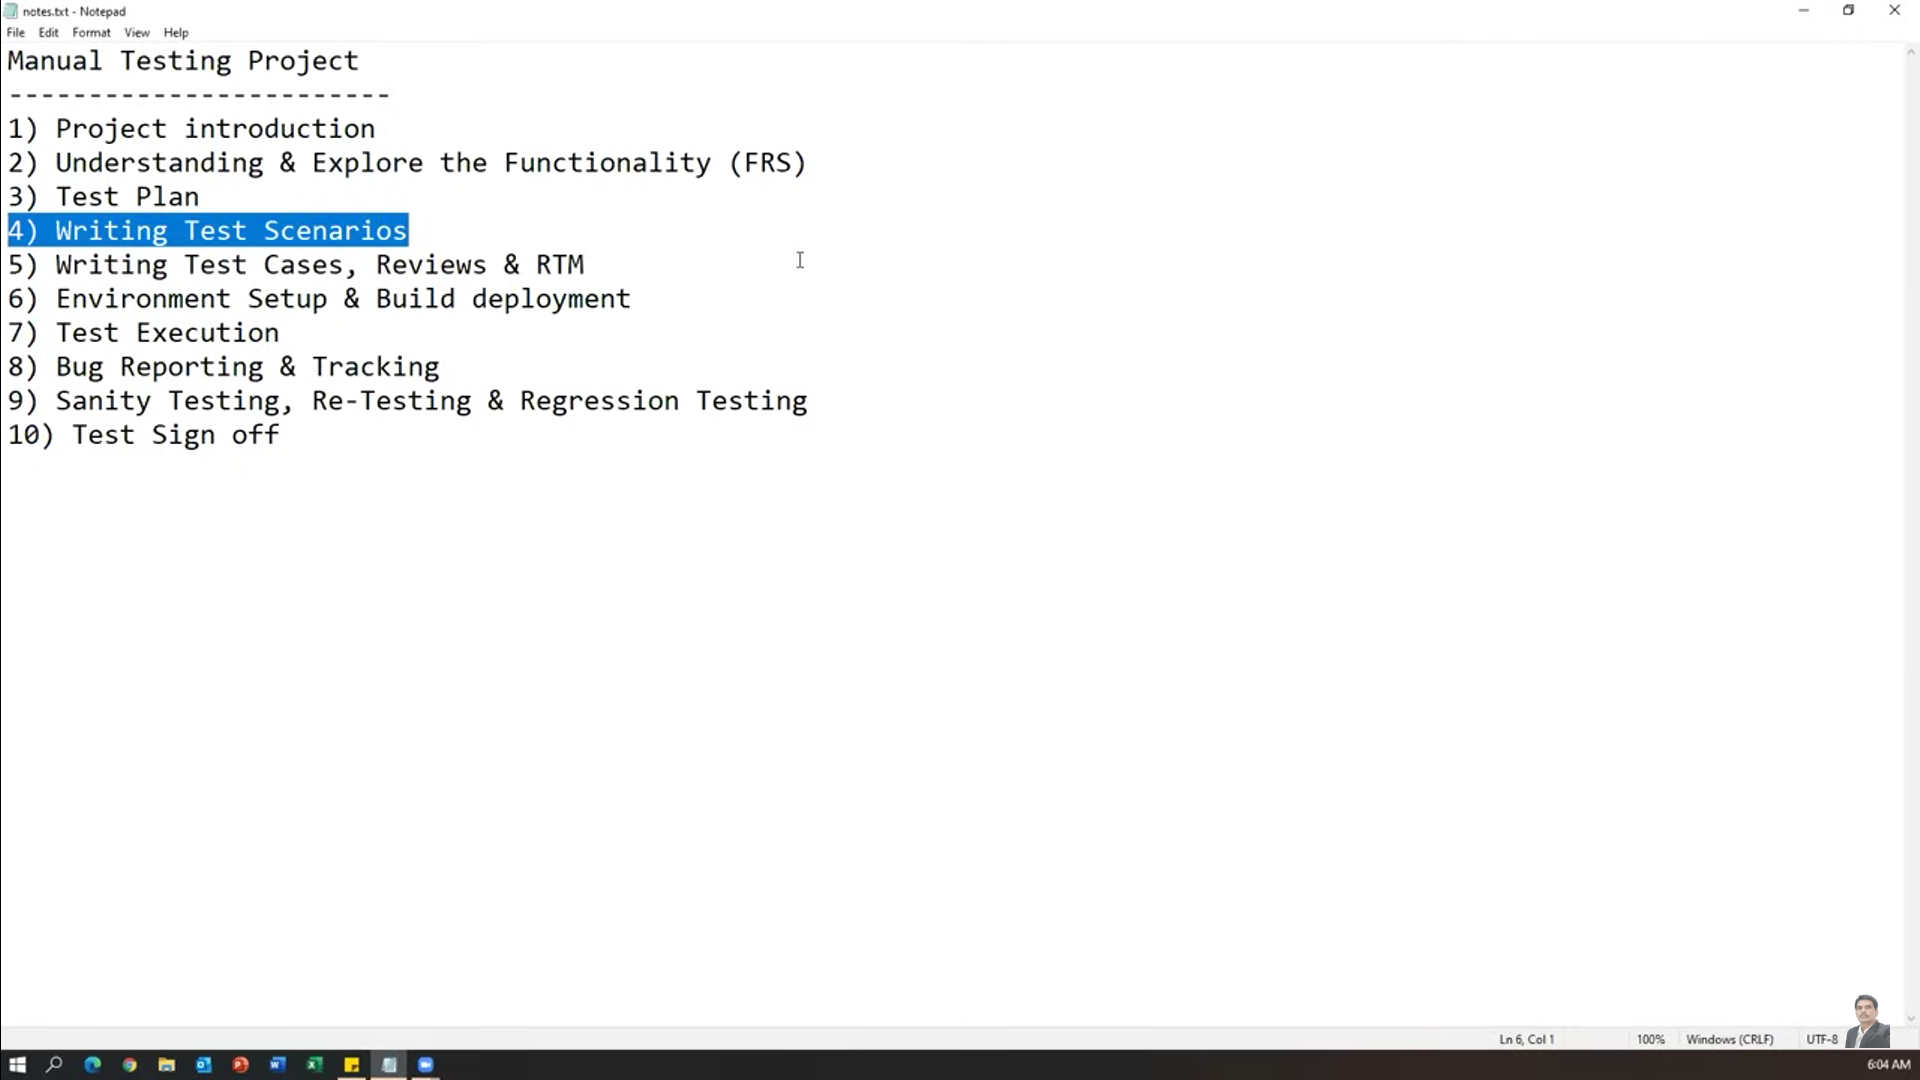 notes.txt - Notepad
File Edit Format View Help
Manual Testing Project
------------------------
1) Project introduction
2) Understanding & Explore the Functionality (FRS)
3) Test Plan
4) Writing Test Scenarios
5) Writing Test Cases, Reviews & RTM
6) Environment Setup & Build deployment
7) Test Execution
8) Bug Reporting & Tracking
9) Sanity Testing, Re-Testing & Regression Testing
10) Test Sign off
Ln 6, Col 1 100% Windows (CRLF) UTF-8
6:04 AM